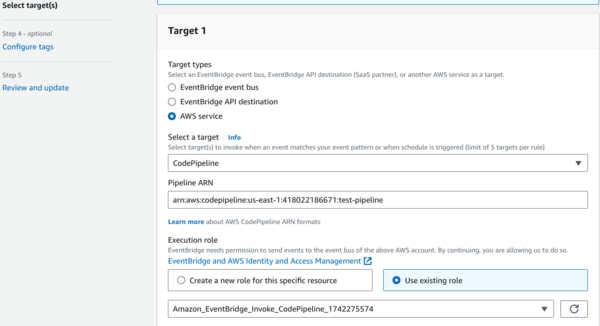 Select target(s)
Step 4 - optional
Configure tags
Step 5
Review and update
Target 1
Target types
Select an EventBridge event bus, EventBridge API destination (SaaS partner), or another AWS service as a target.
EventBridge event bus
EventBridge API destination
AWS service
Select a target Info
Select target(s) to invoke when an event matches your event pattern or when schedule is triggered (limit of 5 targets per rule)
CodePipeline
Pipeline ARN
arn:aws:codepipeline:us-east-1:418022186671:test-pipeline
Learn more about AWS CodePipeline ARN formats
Execution role
EventBridge needs permission to send events to the event bus of the above AWS account. By continuing, you are allowing us to do so.
EventBridge and AWS Identity and Access Management
Create a new role for this specific resource
Use existing role
Amazon_EventBridge_Invoke_CodePipeline_1742275574